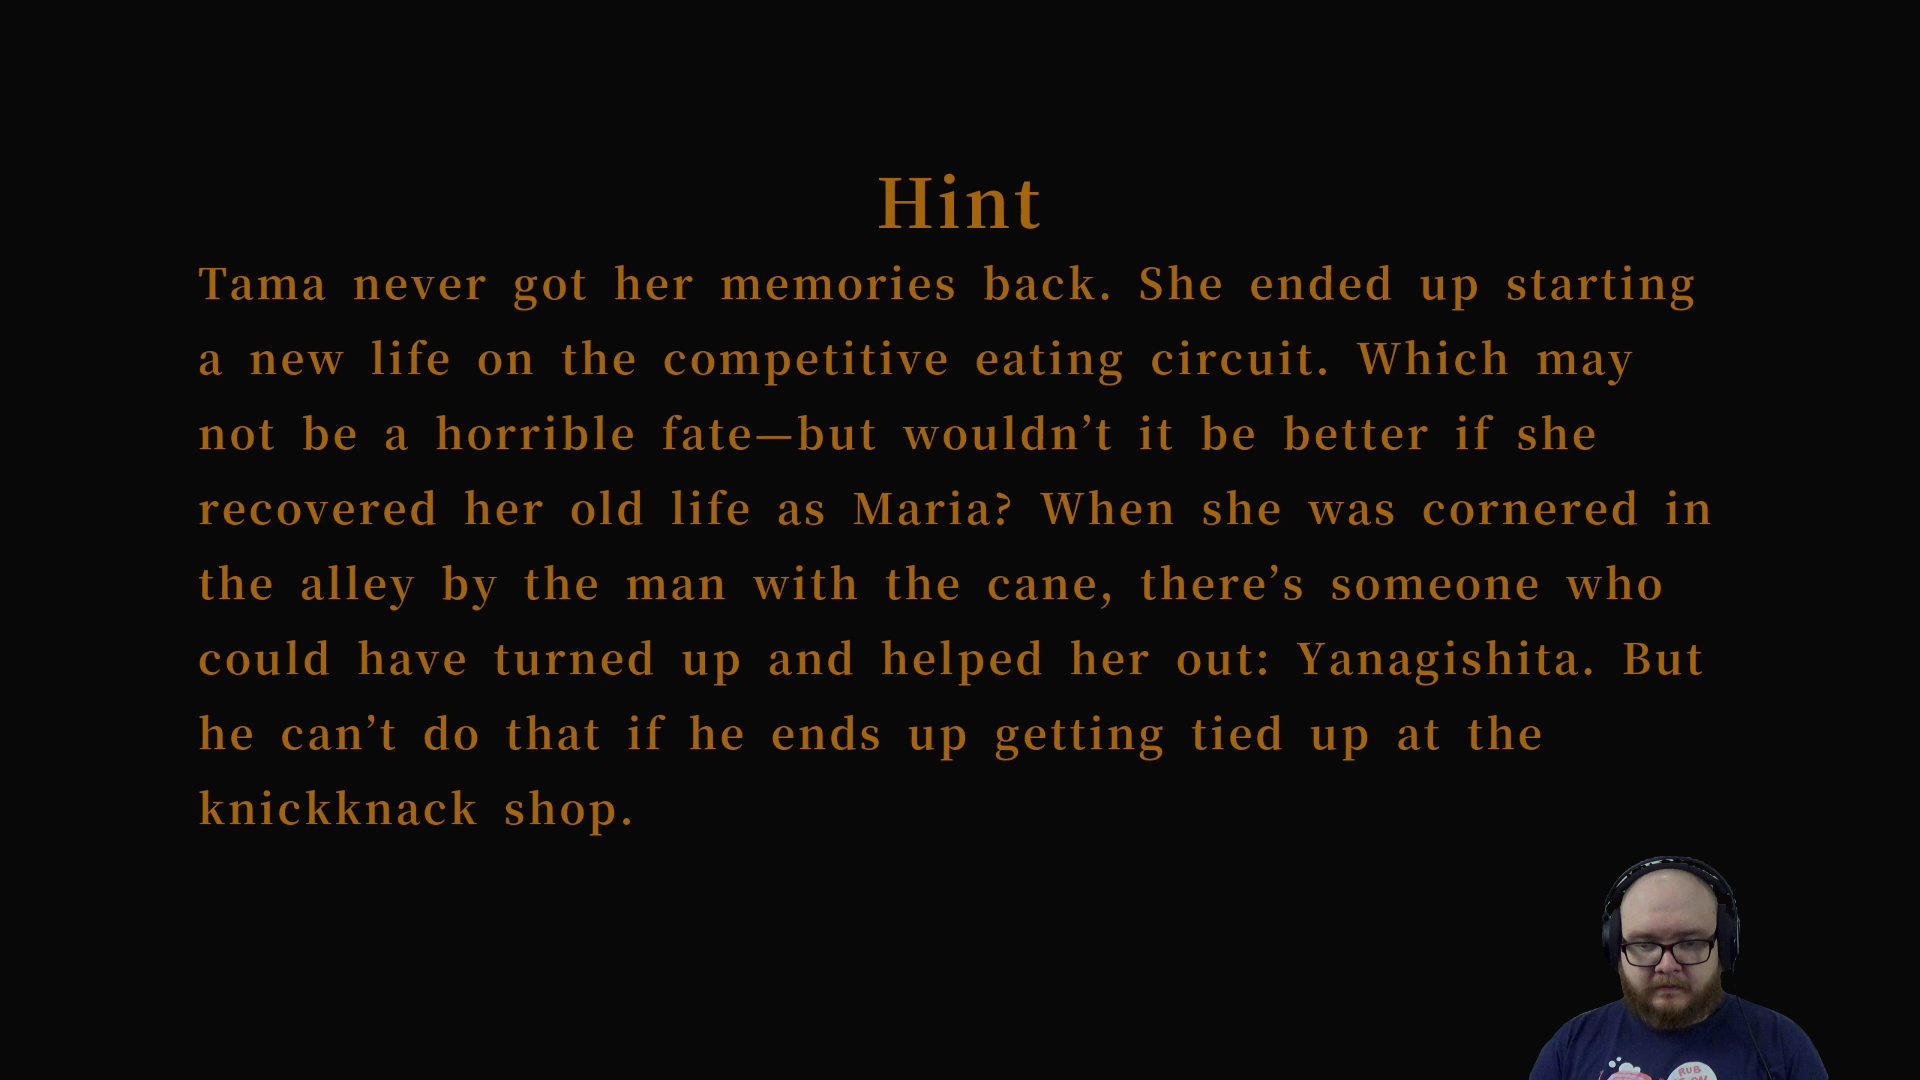 Hint
Tama never got her memories back. She ended up starting
a new life on the competitive eating circuit. Which may
not be a horrible fate—but wouldn’t it be better if she
recovered her old life as Maria? When she was cornered in
the alley by the man with the cane, there’s someone who
could have turned up and helped her out: Yanagishita. But
he can’t do that if he ends up getting tied up at the
knickknack shop.
RUB